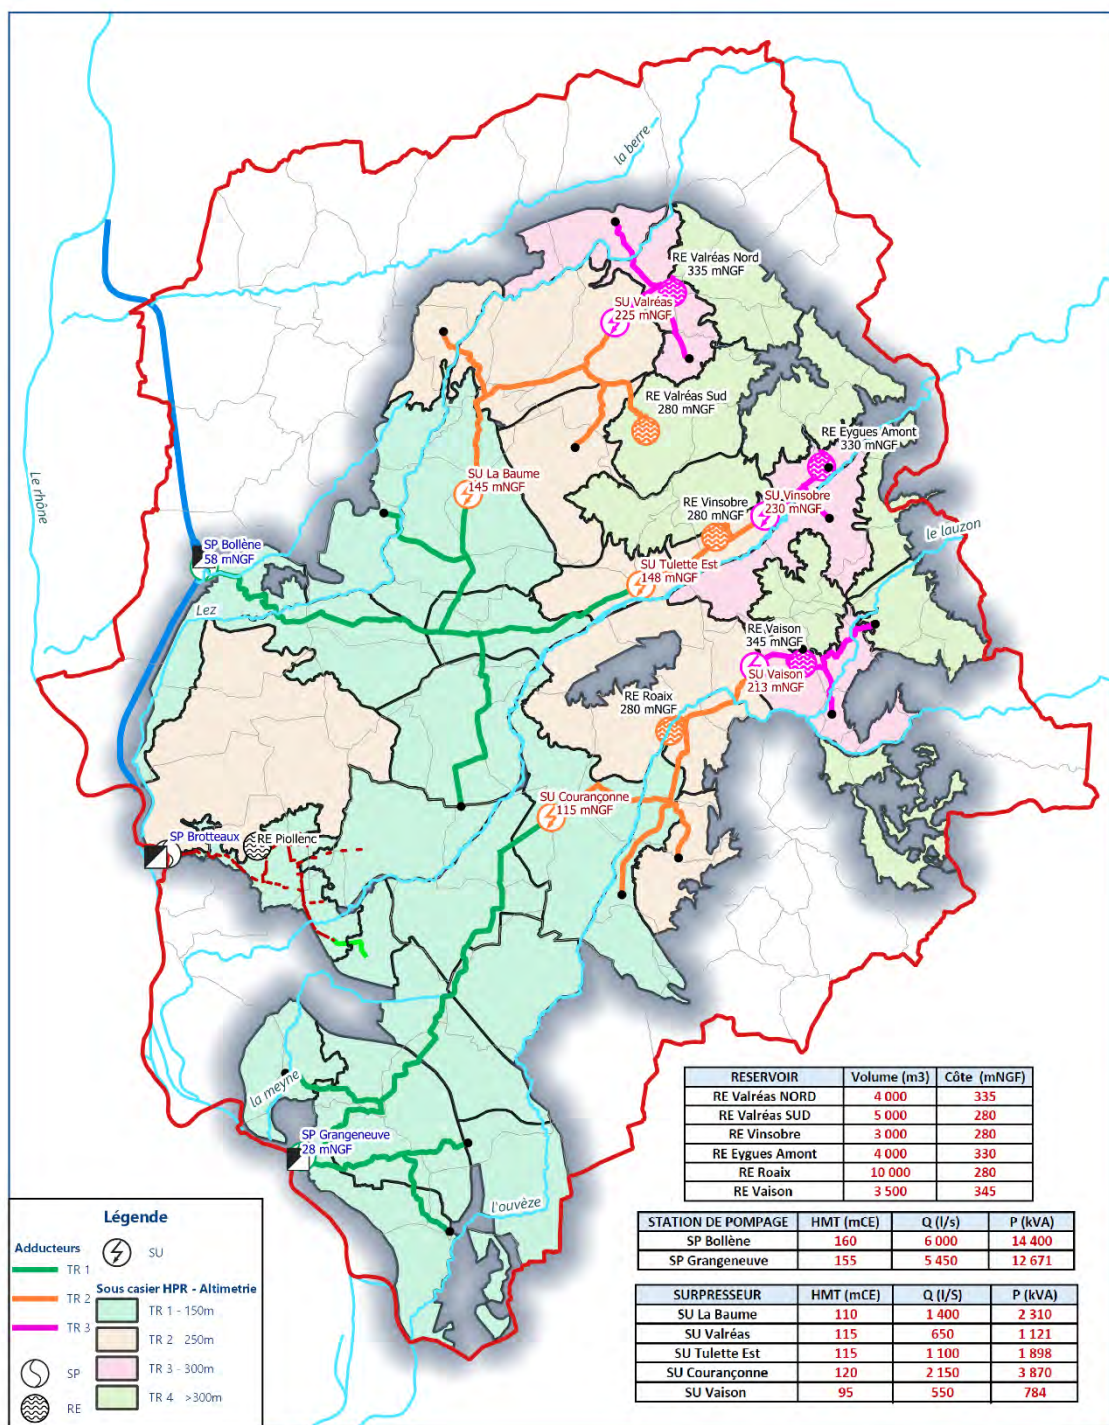 la berre
RE Valréas Nord
335 mNGF
SU Valréas
225 mNGF
RE Valréas Sud
280 mNGF
RE Eygues Amont
330 mNGF
Le rhône
SU La Baume
145 mNGF
RE Vinsobre
280 mNGF
SU Vinsobre
230 mNGF
le lauzon
SP Bollène
58 mNGF
SU Tulette Est
148 mNGF
Lez
RE Vaison
345 mNGF
SU Vaison
213 mNGF
RE Roaix
280 mNGF
SU Courançonne
115 mNGF
SP Brotteaux
RE Piollenc
la meyne
SP Grangeneuve
28 mNGF
l'ouvèze
RESERVOIR Volume (m3) Côte (mNGF)
RE Valréas NORD 4 000 335
RE Valréas SUD 5 000 280
RE Vinsobre 3 000 280
RE Eygues Amont 4 000 330
RE Roaix 10 000 280
RE Vaison 3 500 345
STATION DE POMPAGE HMT (mCE) Q (l/s) P (kVA)
SP Bollène 160 6 000 14 400
SP Grangeneuve 155 5 450 12 671
SURPRESSEUR HMT (mCE) Q (l/S) P (kVA)
SU La Baume 110 1 400 2 310
SU Valréas 115 650 1 121
SU Tulette Est 115 1 100 1 898
SU Courançonne 120 2 150 3 870
SU Vaison 95 550 784
Légende
Adducteurs
TR 1
TR 2
TR 3
SP
RE
SU
Sous casier HPR - Altimetrie
TR 1 - 150m
TR 2 250m
TR 3 - 300m
TR 4 >300m